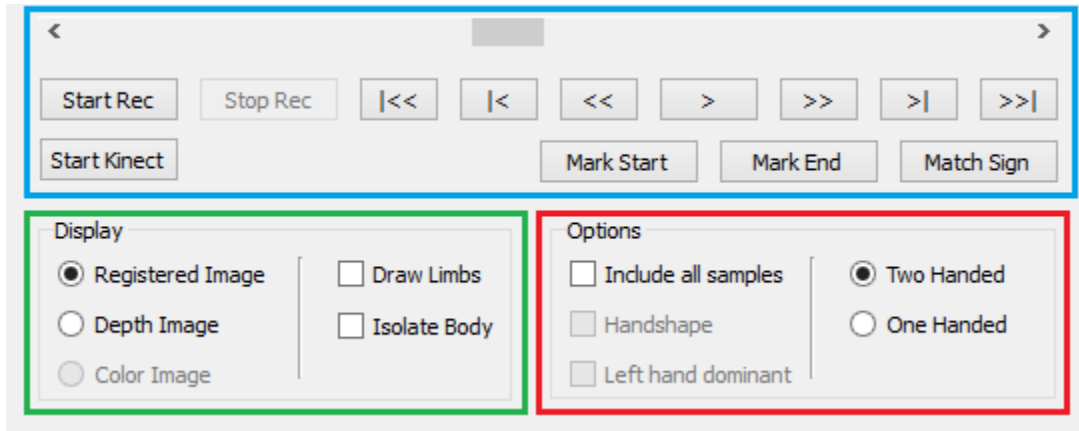 <                                                                 >
Start Rec Stop Rec |<< |< << > >> >| >>|
Start Kinect Mark Start Mark End Match Sign
Display
Registered Image Draw Limbs
Depth Image Isolate Body
Color Image
Options
Include all samples Two Handed
Handshape One Handed
Left hand dominant